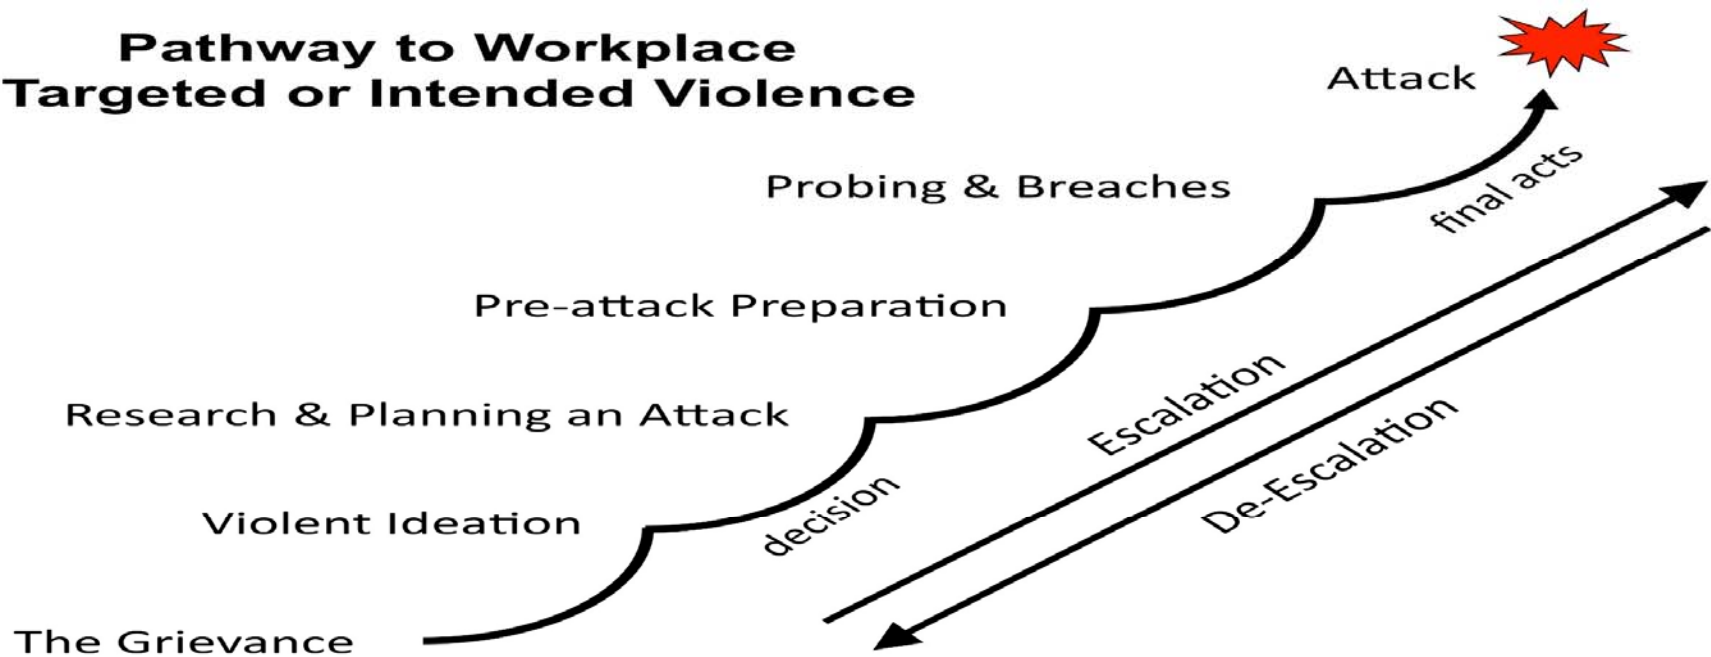 Pathway to Workplace
Targeted or Intended Violence
Attack
final acts
Probing & Breaches
Pre-attack Preparation
Escalation
De-Escalation
Research & Planning an Attack
decision
Violent Ideation
The Grievance